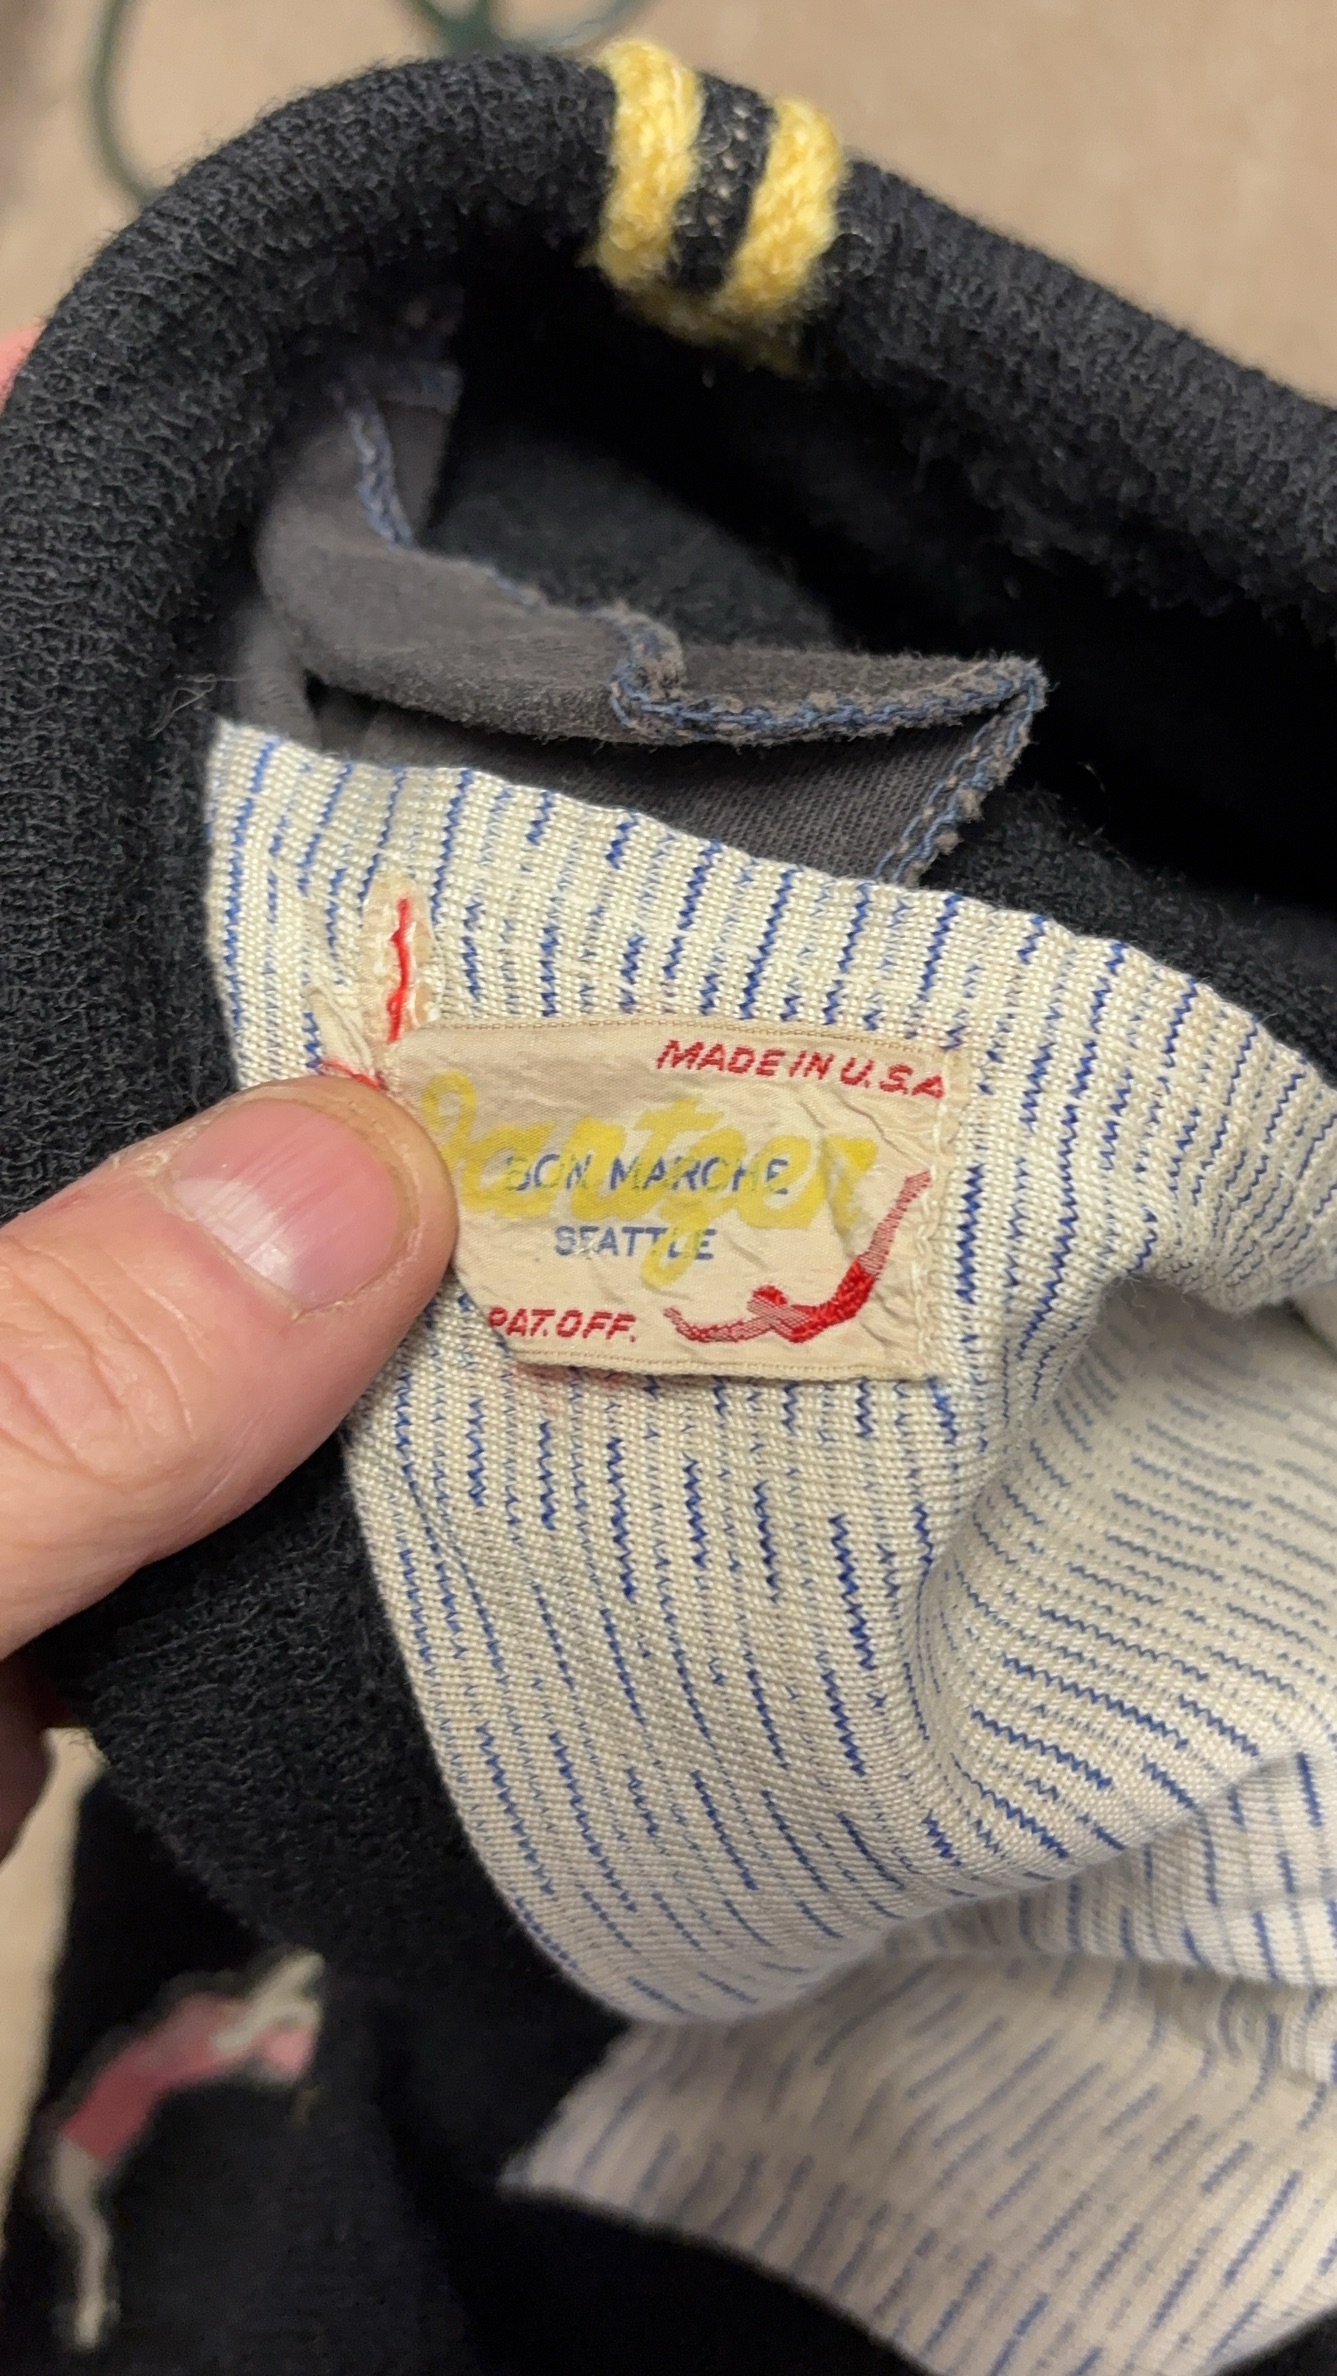 MADE IN U.S.A
Jantzen
BON MARCHE
SEATTLE
PAT. OFF.